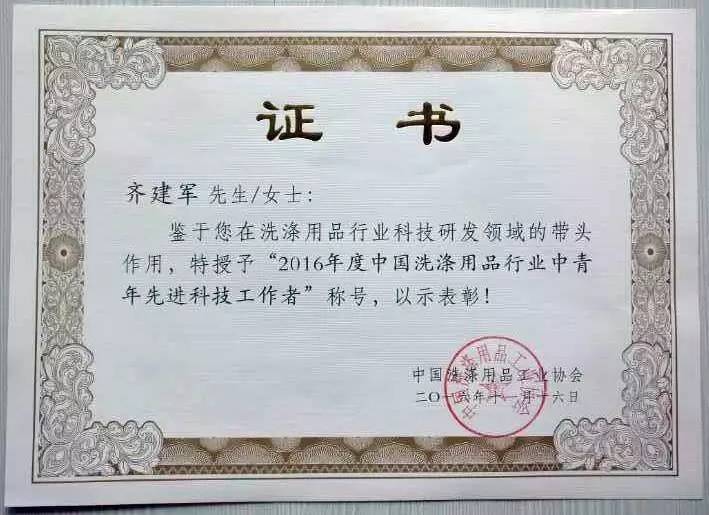 证书
齐建军 先生/女士：
鉴于您在洗涤用品行业科技研发领域的带头
作用，特授予“2016年度中国洗涤用品行业中青
年先进科技工作者”称号，以示表彰！
中国洗涤用品工业协会
二〇一六年十一月十六日